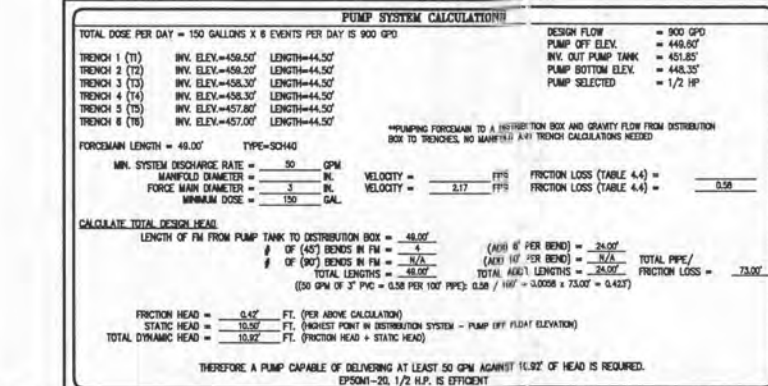 PUMP SYSTEM CALCULATIONS
TOTAL DOSE PER DAY = 150 GALLONS X 6 EVENTS PER DAY IS 900 GPD
DESIGN FLOW = 900 GPD
PUMP OFF ELEV. = 449.60'
INV. OUT PUMP TANK = 451.85'
PUMP BOTTOM ELEV. = 448.35'
PUMP SELECTED = 1/2 HP
TRENCH 1 (T1) INV. ELEV.=459.50' LENGTH=44.50'
TRENCH 2 (T2) INV. ELEV.=459.20' LENGTH=44.50'
TRENCH 3 (T3) INV. ELEV.=458.30' LENGTH=44.50'
TRENCH 4 (T4) INV. ELEV.=458.30' LENGTH=44.50'
TRENCH 5 (T5) INV. ELEV.=457.80' LENGTH=44.50'
TRENCH 6 (T6) INV. ELEV.=457.00' LENGTH=44.50'
**PUMPING FORCEMAIN TO A DISTRIBUTION BOX AND GRAVITY FLOW FROM DISTRIBUTION
BOX TO TRENCHES, NO MANIFOLD AND TRENCH CALCULATIONS NEEDED
FORCEMAIN LENGTH = 49.00' TYPE=SCH40
MIN. SYSTEM DISCHARGE RATE = 50 GPM
MANIFOLD DIAMETER = IN. VELOCITY = FPS FRICTION LOSS (TABLE 4.4) =
FORCE MAIN DIAMETER = 3 IN. VELOCITY = 2.17 FPS FRICTION LOSS (TABLE 4.4) = 0.58
MINIMUM DOSE = 150 GAL.
CALCULATE TOTAL DESIGN HEAD
LENGTH OF FM FROM PUMP TANK TO DISTRIBUTION BOX = 49.00'
# OF (45°) BENDS IN FM = 4 (ADD 6' PER BEND) = 24.00'
# OF (90°) BENDS IN FM = N/A (ADD 10' PER BEND) = N/A TOTAL PIPE/
TOTAL LENGTHS = 49.00' TOTAL ADD'L LENGTHS = 24.00' FRICTION LOSS = 73.00'
((50 GPM OF 3" PVC = 0.58 PER 100' PIPE): 0.58 / 100' = 0.0058 x 73.00' = 0.423')
FRICTION HEAD = 0.42' FT. (PER ABOVE CALCULATION)
STATIC HEAD = 10.50' FT. (HIGHEST POINT IN DISTRIBUTION SYSTEM - PUMP OFF FLOAT ELEVATION)
TOTAL DYNAMIC HEAD = 10.92' FT. (FRICTION HEAD + STATIC HEAD)
THEREFORE A PUMP CAPABLE OF DELIVERING AT LEAST 50 GPM AGAINST 10.92' OF HEAD IS REQUIRED.
EP50N1-20, 1/2 H.P. IS EFFICIENT